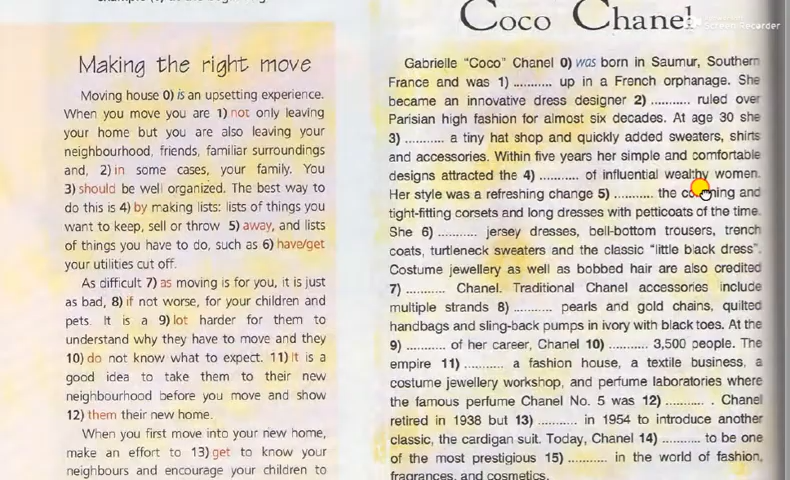 Coco Chanel
Screen Recorder
Making the right move
Moving house 0) is an upsetting experience.
When you move you are 1) not only leaving
your home but you are also leaving your
neighbourhood, friends, familiar surroundings
and, 2) in some cases, your family. You
3) should be well organized. The best way to
do this is 4) by making lists: lists of things you
want to keep, sell or throw 5) away, and lists
of things you have to do, such as 6) have/get
your utilities cut off.
As difficult 7) as moving is for you, it is just
as bad, 8) if not worse, for your children and
pets. It is a 9) lot harder for them to
understand why they have to move and they
10) do not know what to expect. 11) It is a
good idea to take them to their new
neighbourhood before you move and show
12) them their new home.
When you first move into your new home,
make an effort to 13) get to know your
neighbours and encourage your children to
Gabrielle "Coco" Chanel 0) was born in Saumur, Southern
France and was 1) .......... up in a French orphanage. She
became an innovative dress designer 2) .......... ruled over
Parisian high fashion for almost six decades. At age 30 she
3) .......... a tiny hat shop and quickly added sweaters, shirts
and accessories. Within five years her simple and comfortable
designs attracted the 4) .......... of influential wealthy women.
Her style was a refreshing change 5) .......... the and
tight-fitting corsets and long dresses with petticoats of the time.
She 6) .......... jersey dresses, bell-bottom trousers, trench
coats, turtleneck sweaters and the classic "little black dress".
Costume jewellery as well as bobbed hair are also credited
7) .......... Chanel. Traditional Chanel accessories include
multiple strands 8) .......... pearls and gold chains, quilted
handbags and sling-back pumps in ivory with black toes. At the
9) .......... of her career, Chanel 10) .......... 3,500 people. The
empire 11) .......... a fashion house, a textile business, a
costume jewellery workshop, and perfume laboratories where
the famous perfume Chanel No. 5 was 12) .......... . Chanel
retired in 1938 but 13) .......... in 1954 to introduce another
classic, the cardigan suit. Today, Chanel 14) .......... to be one
of the most prestigious 15) .......... in the world of fashion,
fragrances, and cosmetics.